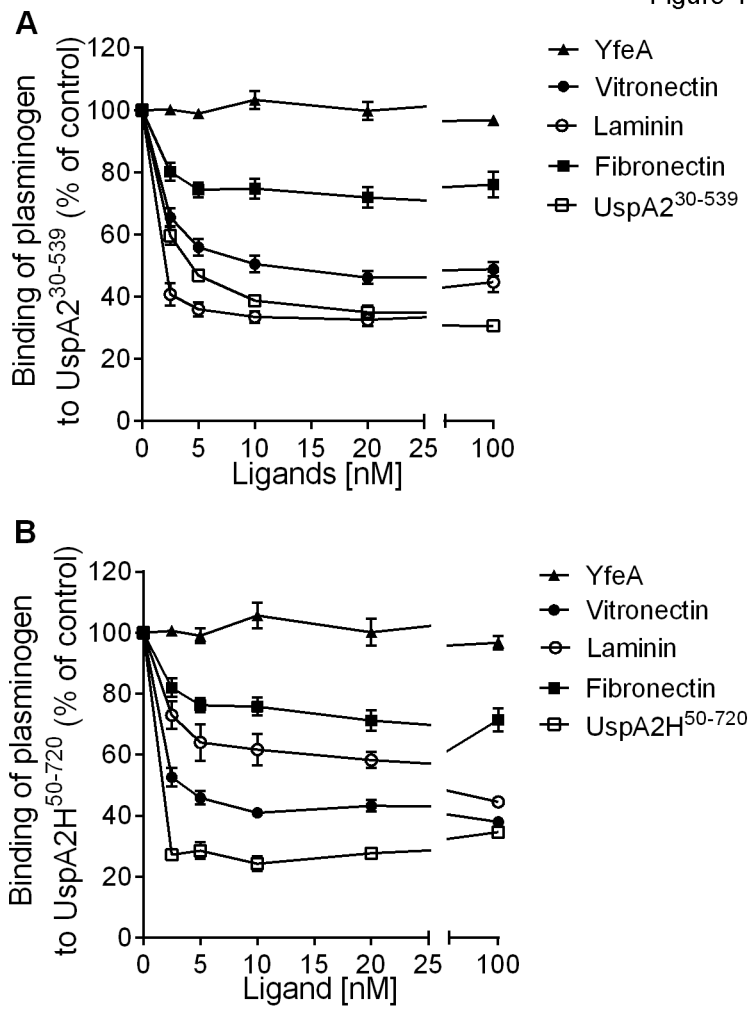 Figure
A
Binding of plasminogen
to UspA230-539 (% of control)
120
100
80
60
40
20
0
0 5 10 15 20 25 100
Ligands [nM]
YfeA
Vitronectin
Laminin
Fibronectin
UspA230-539
B
Binding of plasminogen
to UspA2H50-720 (% of control)
120
100
80
60
40
20
0
0 5 10 15 20 25 100
Ligand [nM]
YfeA
Vitronectin
Laminin
Fibronectin
UspA2H50-720